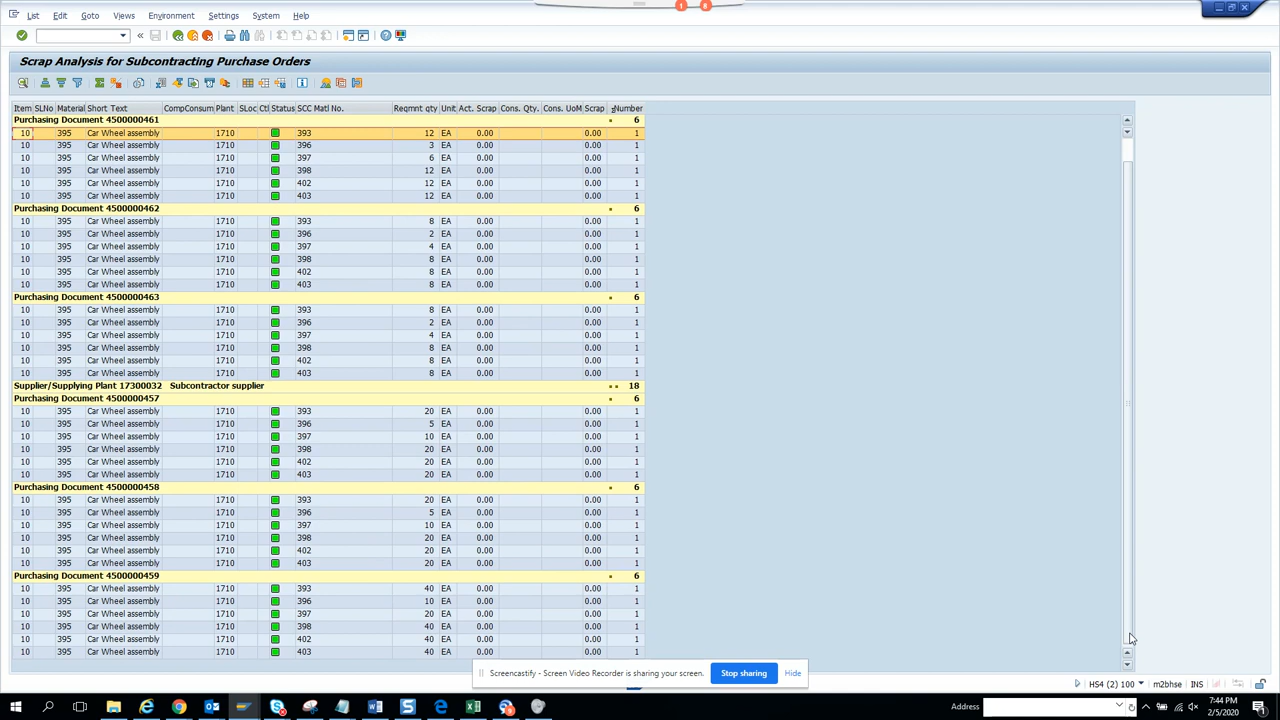 1 8
List Edit Goto Views Environment Settings System Help
Scrap Analysis for Subcontracting Purchase Orders
Item SLNo Material Short Text CompConsum Plant SLoc Ctl Status SCC Matl No. Reqmnt qty Unit Act. Scrap Cons. Qty. Cons. UoM Scrap Number
Purchasing Document 4500000461 6
10 395 Car Wheel assembly 1710 393 12 EA 0.00 0.00 1
10 395 Car Wheel assembly 1710 396 3 EA 0.00 0.00 1
10 395 Car Wheel assembly 1710 397 6 EA 0.00 0.00 1
10 395 Car Wheel assembly 1710 398 12 EA 0.00 0.00 1
10 395 Car Wheel assembly 1710 402 12 EA 0.00 0.00 1
10 395 Car Wheel assembly 1710 403 12 EA 0.00 0.00 1
Purchasing Document 4500000462 6
10 395 Car Wheel assembly 1710 393 8 EA 0.00 0.00 1
10 395 Car Wheel assembly 1710 396 2 EA 0.00 0.00 1
10 395 Car Wheel assembly 1710 397 4 EA 0.00 0.00 1
10 395 Car Wheel assembly 1710 398 8 EA 0.00 0.00 1
10 395 Car Wheel assembly 1710 402 8 EA 0.00 0.00 1
10 395 Car Wheel assembly 1710 403 8 EA 0.00 0.00 1
Purchasing Document 4500000463 6
10 395 Car Wheel assembly 1710 393 8 EA 0.00 0.00 1
10 395 Car Wheel assembly 1710 396 2 EA 0.00 0.00 1
10 395 Car Wheel assembly 1710 397 4 EA 0.00 0.00 1
10 395 Car Wheel assembly 1710 398 8 EA 0.00 0.00 1
10 395 Car Wheel assembly 1710 402 8 EA 0.00 0.00 1
10 395 Car Wheel assembly 1710 403 8 EA 0.00 0.00 1
Supplier/Supplying Plant 17300032 Subcontractor supplier 18
Purchasing Document 4500000457 6
10 395 Car Wheel assembly 1710 393 20 EA 0.00 0.00 1
10 395 Car Wheel assembly 1710 396 5 EA 0.00 0.00 1
10 395 Car Wheel assembly 1710 397 10 EA 0.00 0.00 1
10 395 Car Wheel assembly 1710 398 20 EA 0.00 0.00 1
10 395 Car Wheel assembly 1710 402 20 EA 0.00 0.00 1
10 395 Car Wheel assembly 1710 403 20 EA 0.00 0.00 1
Purchasing Document 4500000458 6
10 395 Car Wheel assembly 1710 393 20 EA 0.00 0.00 1
10 395 Car Wheel assembly 1710 396 5 EA 0.00 0.00 1
10 395 Car Wheel assembly 1710 397 10 EA 0.00 0.00 1
10 395 Car Wheel assembly 1710 398 20 EA 0.00 0.00 1
10 395 Car Wheel assembly 1710 402 20 EA 0.00 0.00 1
10 395 Car Wheel assembly 1710 403 20 EA 0.00 0.00 1
Purchasing Document 4500000459 6
10 395 Car Wheel assembly 1710 393 40 EA 0.00 0.00 1
10 395 Car Wheel assembly 1710 396 10 EA 0.00 0.00 1
10 395 Car Wheel assembly 1710 397 20 EA 0.00 0.00 1
10 395 Car Wheel assembly 1710 398 40 EA 0.00 0.00 1
10 395 Car Wheel assembly 1710 402 40 EA 0.00 0.00 1
10 395 Car Wheel assembly 1710 403 40 EA 0.00 0.00 1
Screencastify - Screen Video Recorder is sharing your screen. Stop sharing Hide
HS4 (2) 100 m2bhse INS
Address
7:44 PM
2/5/2020